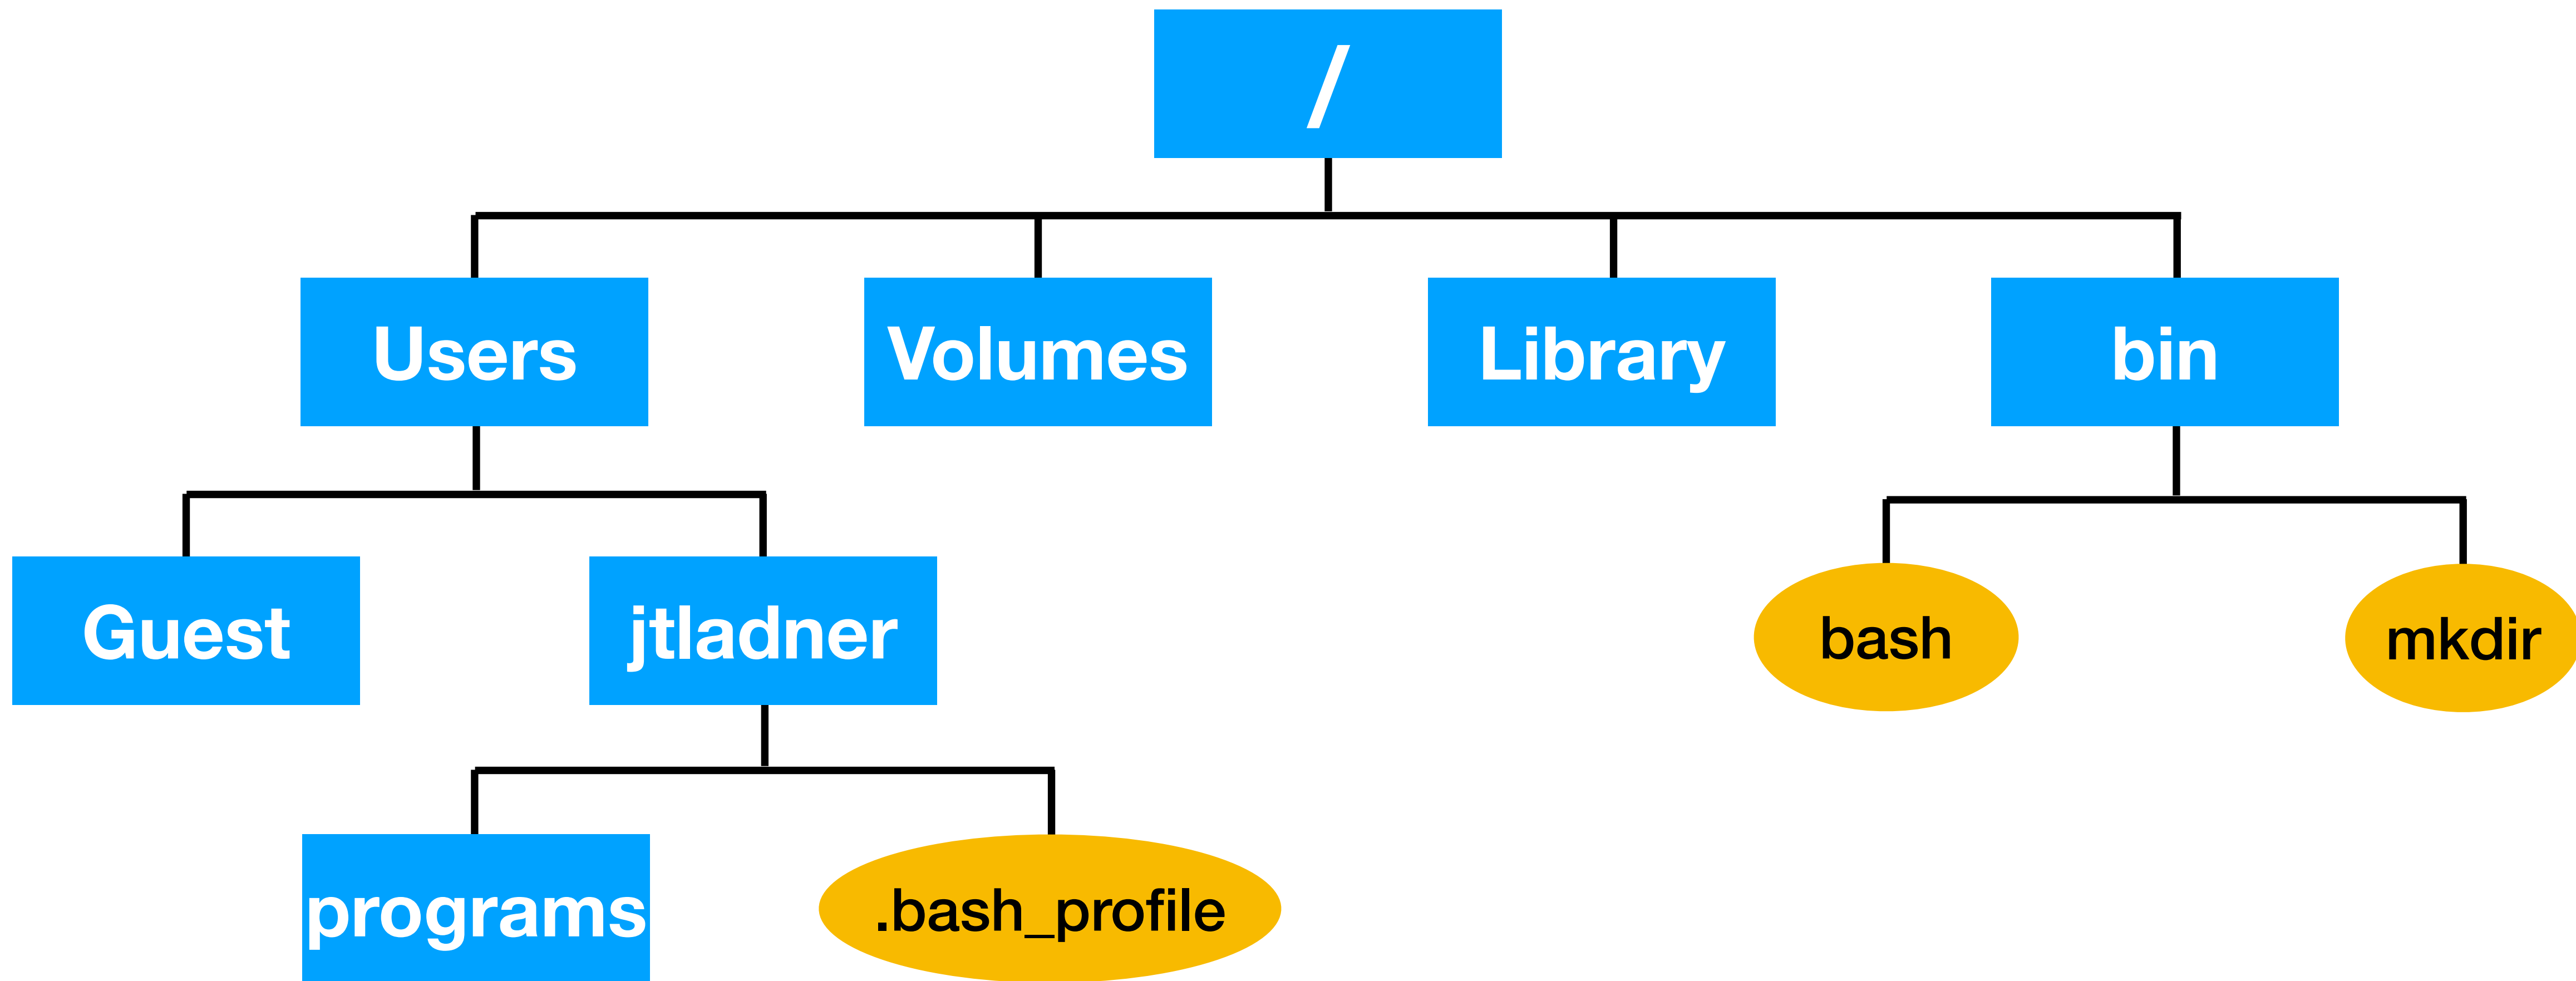 /
Users
Volumes
Library
bin
Guest
jtladner
bash
mkdir
programs
.bash_profile